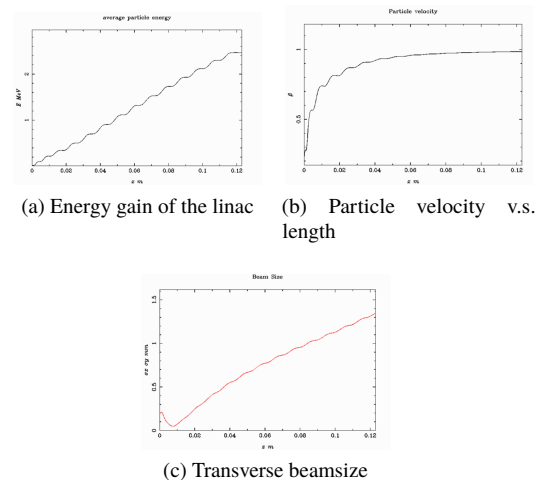 average particle energy
E MeV
2
1
0
0.02
0.04
0.06
0.08
0.1
0.12
z m
(a) Energy gain of the linac
Particle velocity
β
1
0.5
0
0.02
0.04
0.06
0.08
0.1
0.12
z m
(b) Particle velocity v.s.
length
Beam Size
1.5
1
0.5
0
0
0.02
0.04
0.06
0.08
0.1
0.12
z m
(c) Transverse beamsize